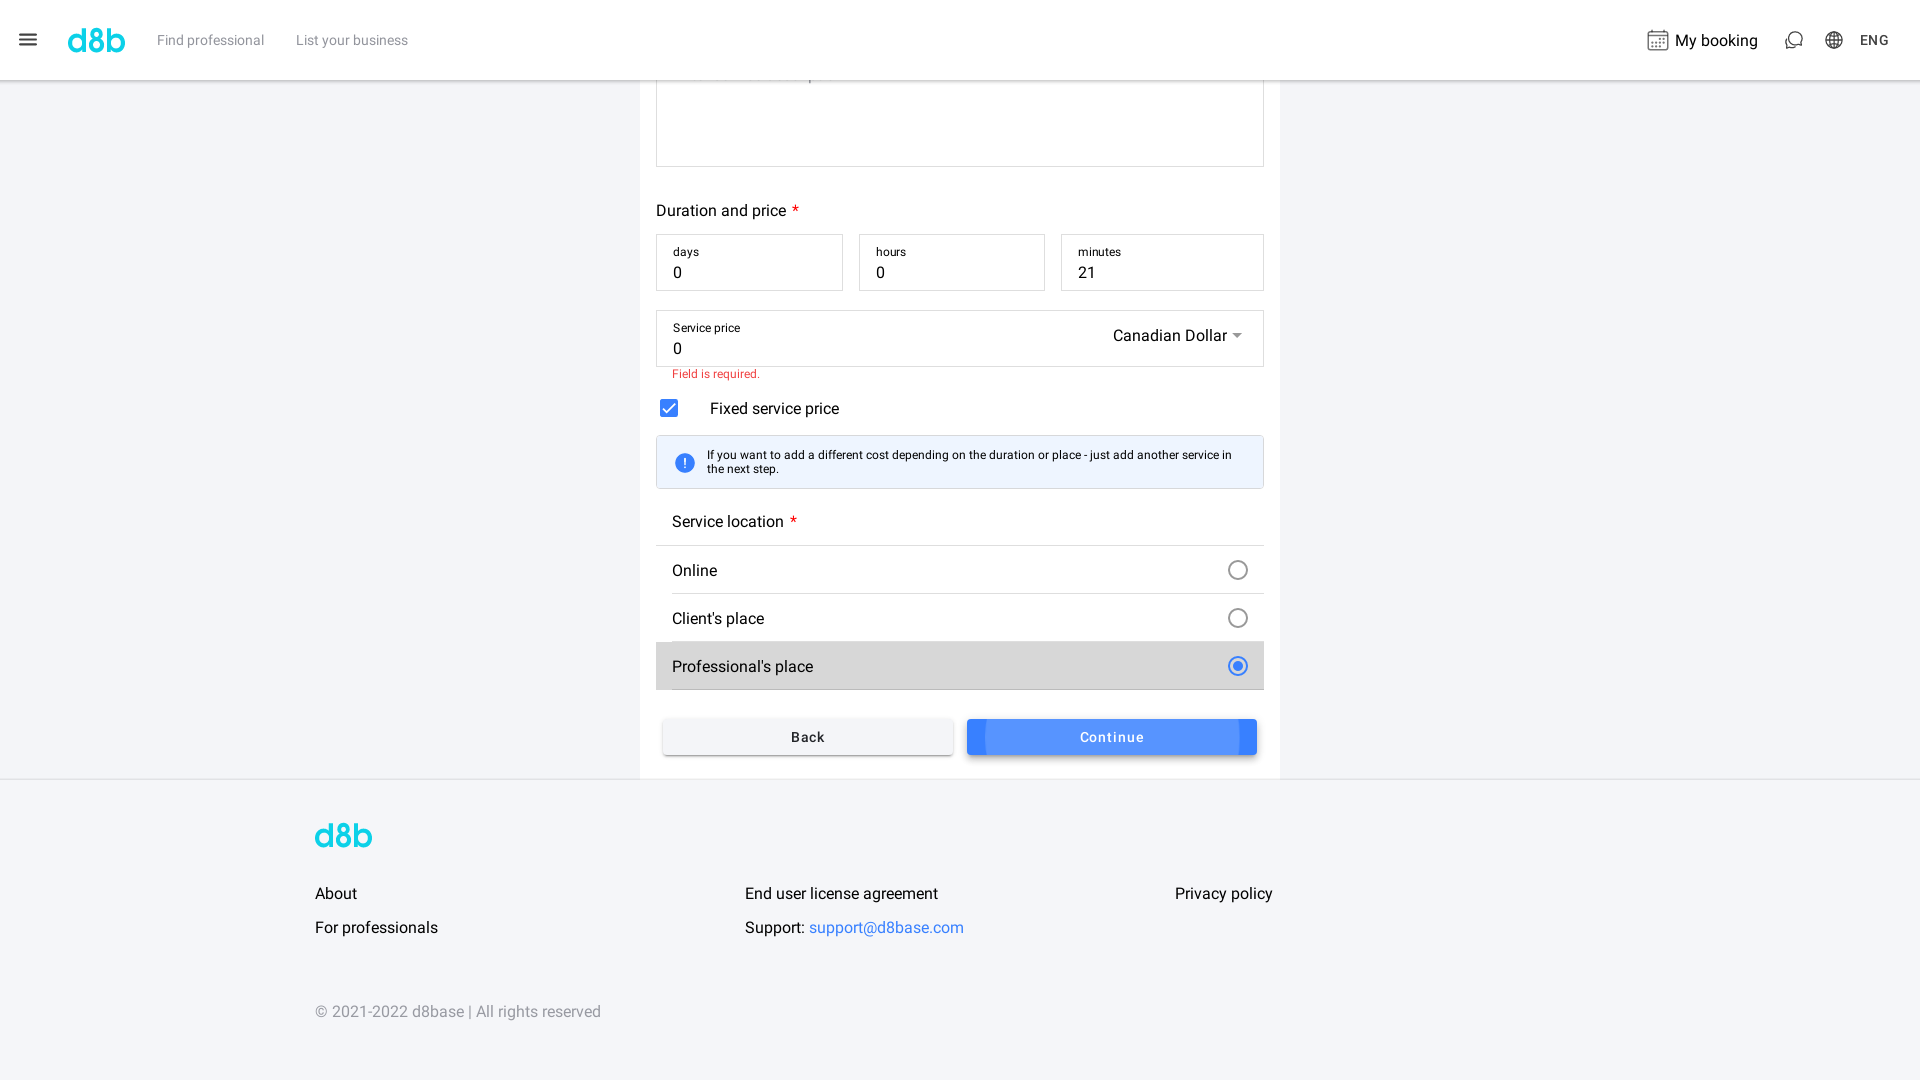 d8b
Find professional
List your business
My booking
ENG
Duration and price *
days
0
hours
0
minutes
21
Service price
0
Canadian Dollar
Field is required.
Fixed service price
If you want to add a different cost depending on the duration or place - just add another service in
the next step.
Service location *
Online
Client's place
Professional's place
Back
Continue
d8b
About
End user license agreement
Privacy policy
For professionals
Support: support@d8base.com
© 2021-2022 d8base | All rights reserved